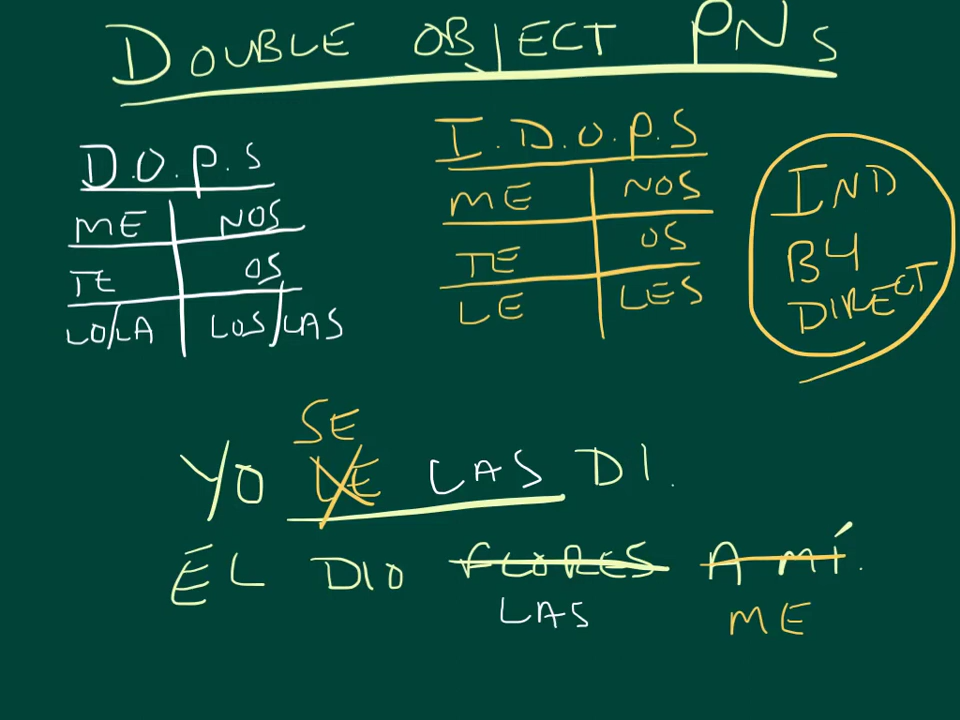 DOUBLE OBJECT PNS
D.O.P.S
ME NOS
TE OS
LO/LA LOS/LAS
I.D.O.P.S
ME NOS
TE OS
LE LES
IND
B4
DIRECT
SE
YO LE LAS DI.
ÉL DIO FLORES A MÍ.
LAS ME